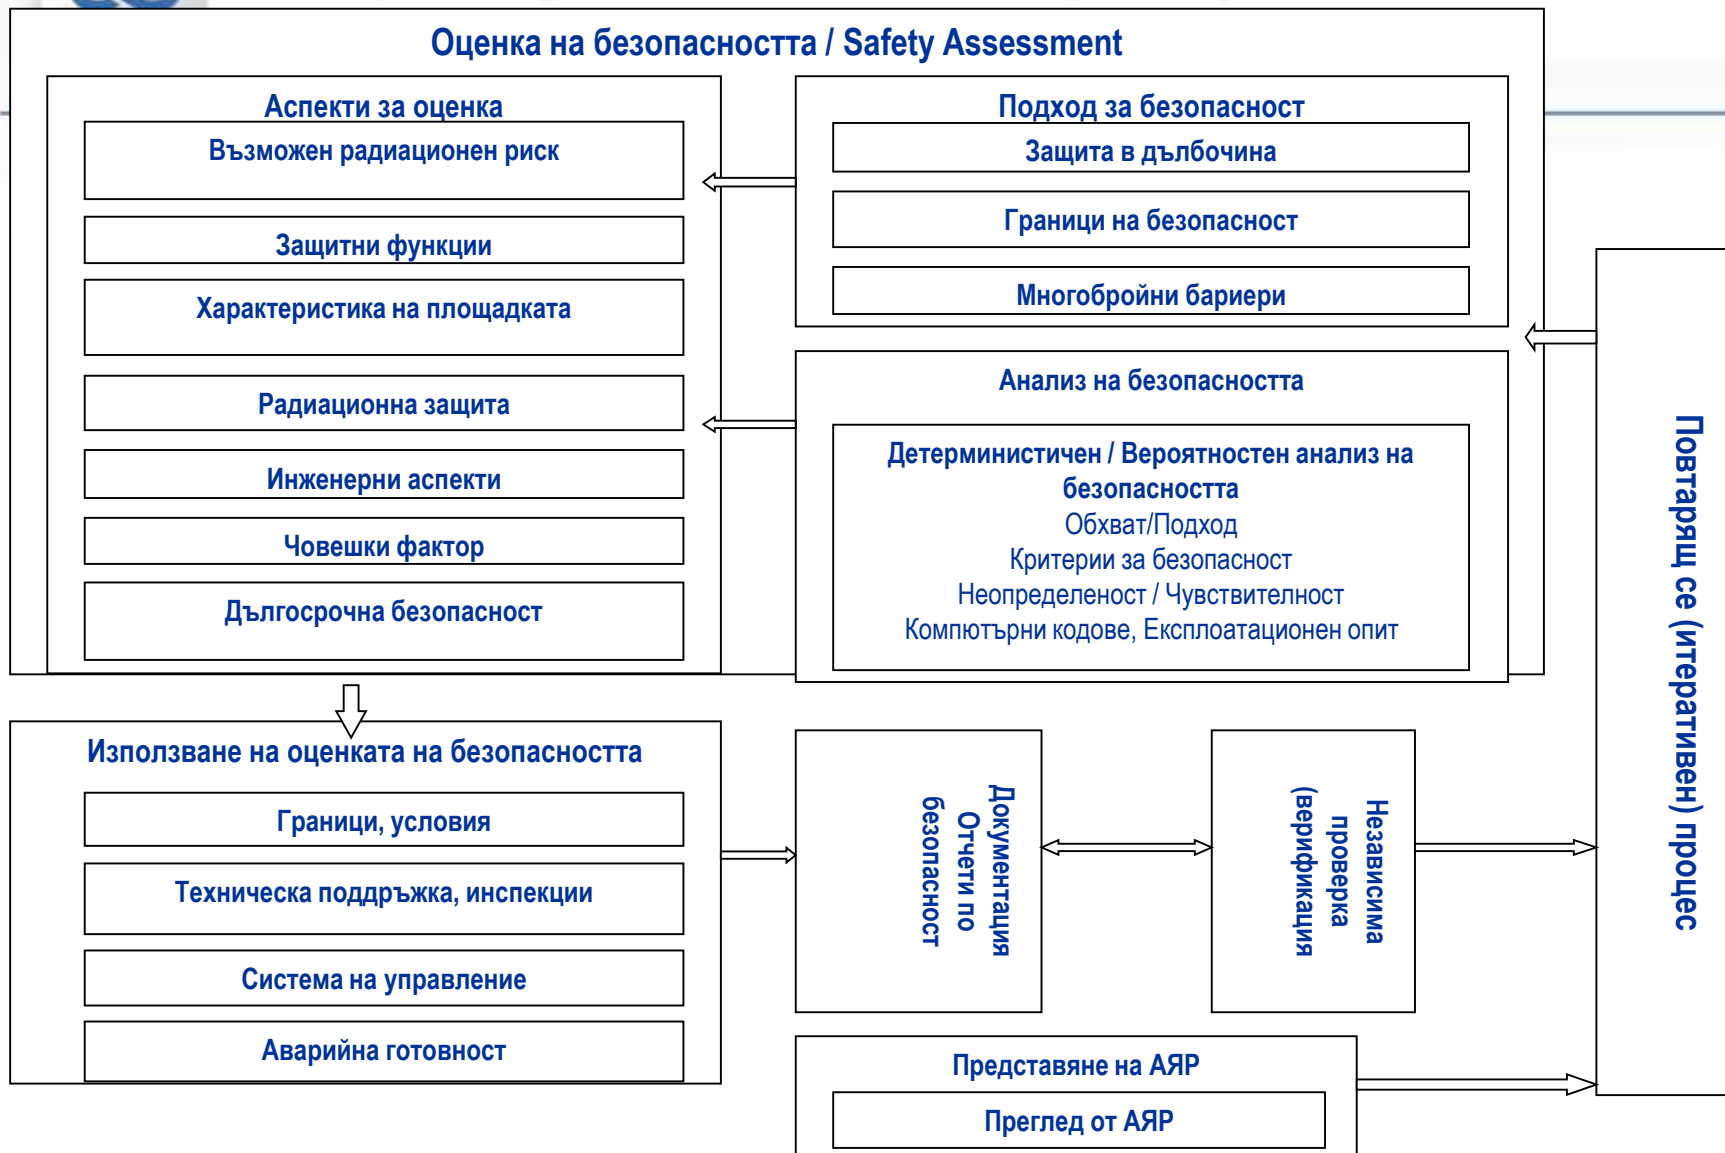 Оценка на безопасността / Safety Assessment
Аспекти за оценка
Възможен радиационен риск
Защитни функции
Характеристика на площадката
Радиационна защита
Инженерни аспекти
Човешки фактор
Дългосрочна безопасност
Подход за безопасност
Защита в дълбочина
Граници на безопасност
Многобройни бариери
Анализ на безопасността
Детерминистичен / Вероятностен анализ на
безопасността
Обхват/Подход
Критерии за безопасност
Неопределеност / Чувствителност
Компютърни кодове, Експлоатационен опит
Използване на оценката на безопасността
Граници, условия
Техническа поддръжка, инспекции
Система на управление
Аварийна готовност
Документация
Отчети по
безопасност
Независима
проверка
(верификация)
Представяне на АЯР
Преглед от АЯР
Повтарящ се (итеративен) процес